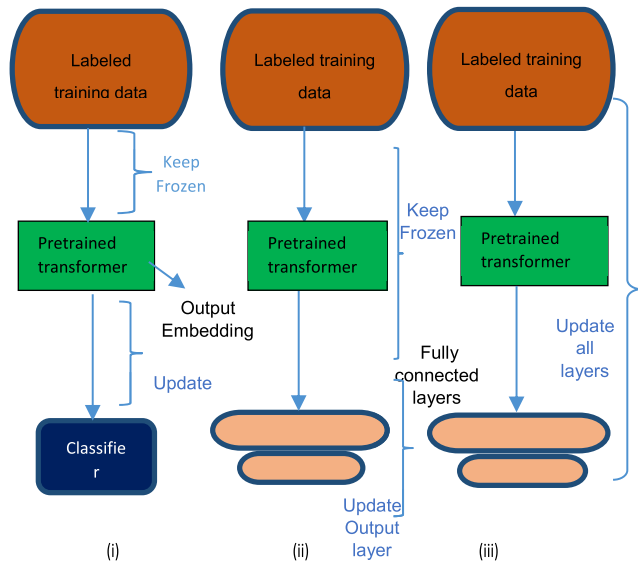 Labeled
training data
Keep
Frozen
Pretrained
transformer
Output
Embedding
Update
Classifie
r
(i)
Labeled training
data
Keep
Frozen
Pretrained
transformer
Fully
connected
layers
Update
Output
layer
(ii)
Labeled training
data
Pretrained
transformer
Update
all
layers
(iii)